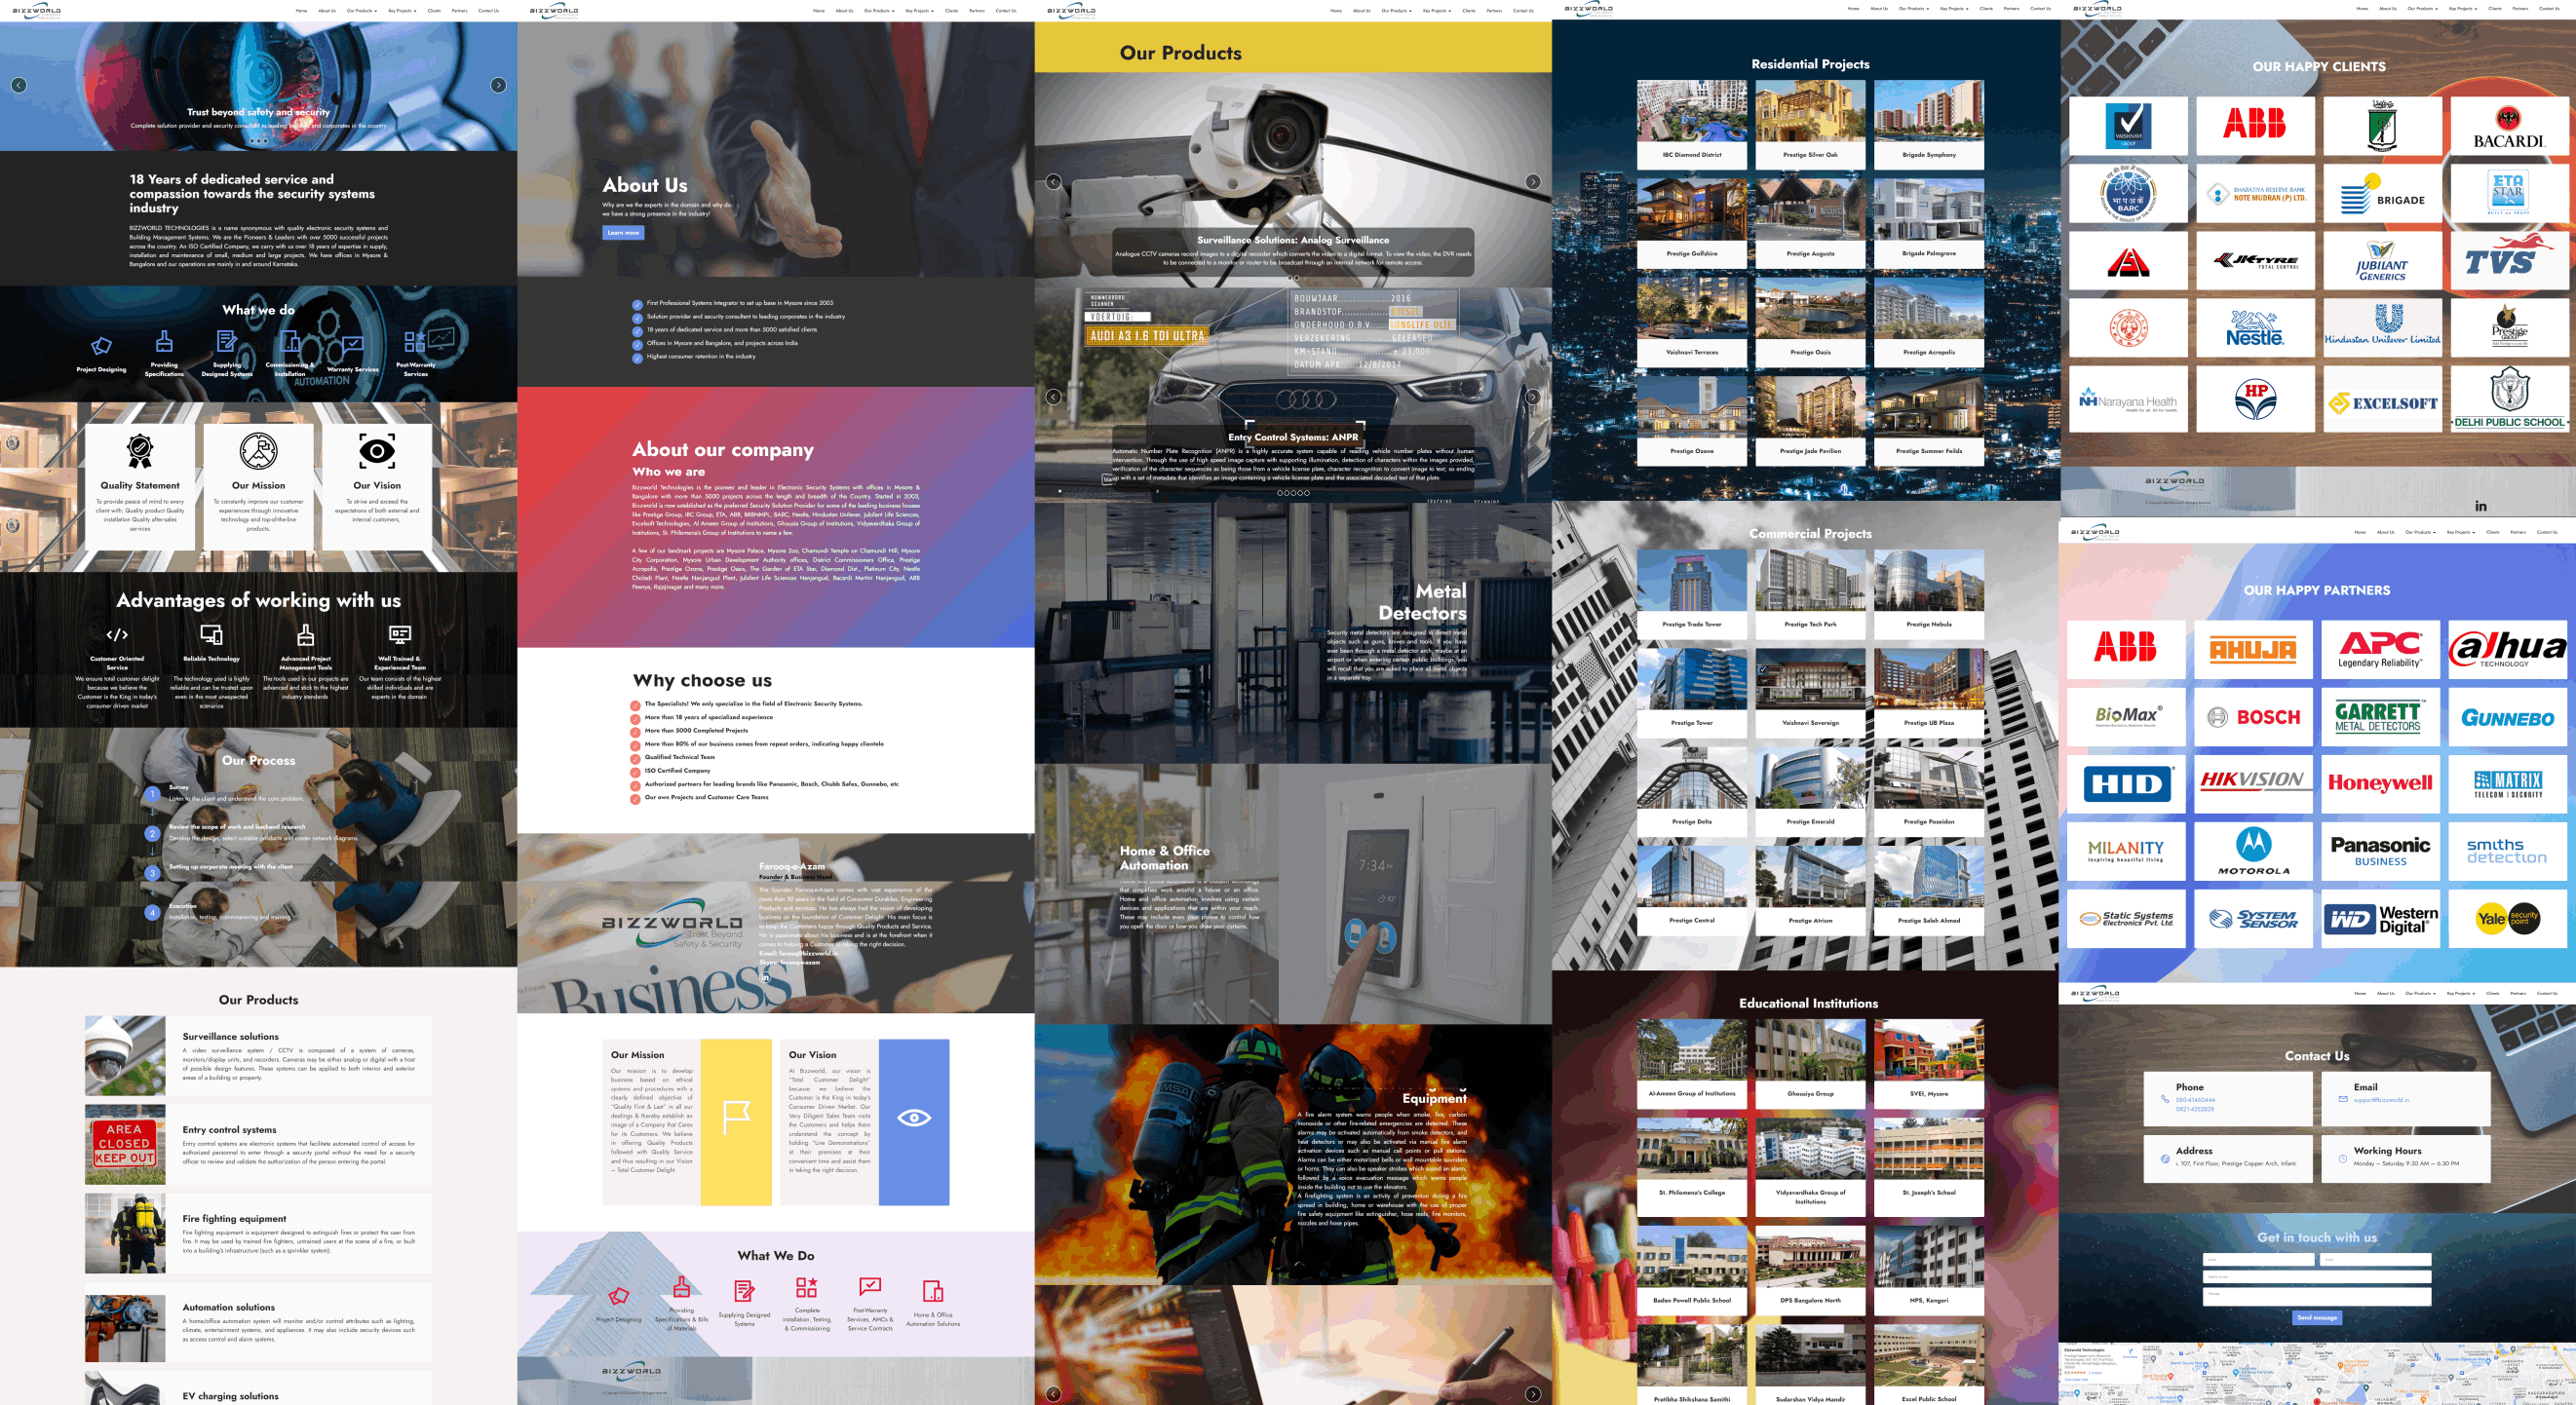 BIZZWORLD
Home About Us Our Products Key Projects Clients Partners Contact Us
Trust beyond safety and security
Complete solution provider and security consultant to leading and corporates in the country
18 Years of dedicated service and
compassion towards the security systems
industry
BIZZWORLD TECHNOLOGIES is a name synonymous with quality electronic security systems and
Building Management Systems. We are the Pioneers & Leaders with over 5000 successful projects
across the country. An ISO Certified Company, we carry with us over 18 years of expertise in supply,
installation and maintenance of small, medium and large projects. We have offices in Mysore &
Bangalore and our operations are mainly in and around Karnataka.
What we do
Project Designing
Providing
Specifications
Supplying
Designed Systems
Commissioning &
Installation
Warranty Services
Post-Warranty
Services
AUTOMATION
Quality Statement
To provide peace of mind to every
client with: Quality product Quality
installation Quality after-sales
services
Our Mission
To constantly improve our customer
experiences through innovative
technology and top-of-the-line
products.
Our Vision
To strive and exceed the
expectations of both external and
internal customers,
Advantages of working with us
Customer Oriented
Service
We ensure total customer delight
because we believe the
Customer is the King in today's
consumer driven market
Reliable Technology
The technology used is highly
reliable and can be trusted upon
even in the most unexpected
scenarios
Advanced Project
Management Tools
The tools used in our projects are
advanced and stick to the highest
industry standards
Well Trained &
Experienced Team
Our team consists of the highest
skilled individuals and are
experts in the domain
Our Process
1
Survey
Listen to the client and understand the core problem.
2
Review the scope of work and backend research
Develop the design, select suitable products and create network diagrams.
3
Setting up corporate meeting with the client
4
Execution
Installation, testing, commissioning and training
Our Products
Surveillance solutions
A video surveillance system / CCTV is composed of a system of cameras,
monitors/display units, and recorders. Cameras may be either analog or digital with a host
of possible design features. These systems can be applied to both interior and exterior
areas of a building or property.
AREA
CLOSED
KEEP OUT
Entry control systems
Entry control systems are electronic systems that facilitate automated control of access for
authorized personnel to enter through a security portal without the need for a security
officer to review and validate the authorization of the person entering the portal.
Fire fighting equipment
Fire fighting equipment is equipment designed to extinguish fires or protect the user from
fire. It may be used by trained fire fighters, untrained users at the scene of a fire, or built
into a building's infrastructure (such as a sprinkler system).
Automation solutions
A home/office automation system will monitor and/or control attributes such as lighting,
climate, entertainment systems, and appliances. It may also include security devices such
as access control and alarm systems.
EV charging solutions
BIZZWORLD
Home About Us Our Products Key Projects Clients Partners Contact Us
About Us
Why are we the experts in the domain and why do
we have a strong presence in the industry!
Learn more
First Professional Systems Integrator to set up base in Mysore since 2003
Solution provider and security consultant to leading corporates in the industry
18 years of dedicated service and more than 5000 satisfied clients
Offices in Mysore and Bangalore, and projects across India
Highest consumer retention in the industry
About our company
Who we are
Bizzworld Technologies is the pioneer and leader in Electronic Security Systems with offices in Mysore &
Bangalore with more than 5000 projects across the length and breadth of the Country. Started in 2003,
Bizzworld is now established as the preferred Security Solution Provider for some of the leading business houses
like Prestige Group, IBC Group, ETA, ABB, BRBNMPL, BARC, Nestle, Hindustan Unilever, Jubilant Life Sciences,
Excelsoft Technologies, Al Ameen Group of Institutions, Ghousia Group of Institutions, Vidyavardhaka Group of
Institutions, St. Philomena's Group of Institutions to name a few.
A few of our landmark projects are Mysore Palace, Mysore Zoo, Chamundi Temple on Chamundi Hill, Mysore
City Corporation, Mysore Urban Development Authority offices, District Commissioners Office, Prestige
Acropolis, Prestige Ozone, Prestige Oasis, The Garden of ETA Star, Diamond Dist., Platinum City, Nestle
Choladi Plant, Nestle Nanjangud Plant, Jubilant Life Sciences Nanjangud, Bacardi Martini Nanjangud, ABB
Peenya, Rajajinagar and many more.
Why choose us
The Specialists! We only specialize in the field of Electronic Security Systems.
More than 18 years of specialized experience
More than 5000 Completed Projects
More than 80% of our business comes from repeat orders, indicating happy clientele
Qualified Technical Team
ISO Certified Company
Authorized partners for leading brands like Panasonic, Bosch, Chubb Safes, Gunnebo, etc
Our own Projects and Customer Care Teams
BIZZWORLD
Trust Beyond
Safety & Security
Business
Farooq-e-Azam
Founder & Business Head
The founder Farooq-e-Azam comes with vast experience of the
more than 30 years in the field of Consumer Durables, Engineering
Products and services. He has always had the vision of developing
business on the foundation of Customer Delight. His main focus is
to keep the Customers happy through Quality Products and Service.
He is passionate about his business and is at the forefront when it
comes to helping a Customer in taking the right decision.
E-mail: farooq@bizzworld.in
Skype: farooq-e-azam
in
Our Mission
Our mission is to develop
business based on ethical
systems and procedures with a
clearly defined objective of
"Quality First & Last" in all our
dealings & thereby establish an
image of a Company that Cares
for its Customers. We believe
in offering Quality Products
followed with Quality Service
and thus resulting in our Vision
– Total Customer Delight.
Our Vision
At Bizzworld, our vision is
"Total Customer Delight"
because we believe the
Customer is the King in today's
Consumer Driven Market. Our
Very Diligent Sales Team visits
the Customers and helps them
understand the concept by
holding "Live Demonstrations"
at their premises at their
convenient time and assist them
in taking the right decision.
What We Do
Project Designing
Providing
Specifications & Bills
of Materials
Supplying Designed
Systems
Complete
installation, Testing,
& Commissioning
Post-Warranty
Services, AMCs &
Service Contracts
Home & Office
Automation Solutions
BIZZWORLD
BIZZWORLD
Home About Us Our Products Key Projects Clients Partners Contact Us
Our Products
Surveillance Solutions: Analog Surveillance
Analogue CCTV cameras record images to a digital recorder which converts the video to a digital format. To view the video, the DVR needs
to be connected to a monitor or router to be broadcast through an internal network for remote access.
NUMMERBORD
SCANNEN
VOERTUIG:
AUDI A3 1.6 TDI ULTRA
BOUWJAAR 2016
BRANDSTOF DIESEL
ONDERHOUD O.B.V. LONGLIFE OLIE
VERZEKERING GELEASED
KM-STAND ± 23.000
DATUM APK: 12/8/2017
Entry Control Systems: ANPR
Automatic Number Plate Recognition (ANPR) is a highly accurate system capable of reading vehicle number plates without human
intervention. Through the use of high speed image capture with supporting illumination, detection of characters within the images provided,
verification of the character sequences as being those from a vehicle license plate, character recognition to convert image to text; so ending
up with a set of metadata that identifies an image containing a vehicle license plate and the associated decoded text of that plate.
Metal
Detectors
Security metal detectors are designed to detect metal
objects such as guns, knives and tools. If you have
ever been through a metal detector arch, maybe at an
airport or when entering certain public buildings, you
will recall that you are asked to place all metal objects
in a separate tray.
Home & Office
Automation
that simplifies work around a house or an office.
Home and office automation involves using certain
devices and applications that are within your reach.
These may include even your phone to control how
you open the door or how you draw your curtains.
7:34
MSA
Equipment
A fire alarm system warns people when smoke, fire, carbon
monoxide or other fire-related emergencies are detected. These
alarms may be activated automatically from smoke detectors, and
heat detectors or may also be activated via manual fire alarm
activation devices such as manual call points or pull stations.
Alarms can be either motorized bells or wall mountable sounders
or horns. They can also be speaker strobes which sound an alarm,
followed by a voice evacuation message which warns people
inside the building not to use the elevators.
A firefighting system is an activity of prevention during a fire
spread in building, home or warehouse with the use of proper
fire safety equipment like extinguisher, hose reels, fire monitors,
nozzles and hose pipes.
BIZZWORLD
Home About Us Our Products Key Projects Clients Partners Contact Us
Residential Projects
IBC Diamond District
Prestige Silver Oak
Brigade Symphony
Prestige Golfshire
Prestige Augusta
Brigade Palmgrove
Vaishnavi Terraces
Prestige Oasis
Prestige Acropolis
Prestige Ozone
Prestige Jade Pavilion
Prestige Summer Feilds
Commercial Projects
Prestige Trade Tower
Prestige Tech Park
Prestige Nebula
Prestige Tower
Vaishnavi Sovereign
Prestige UB Plaza
Prestige Delta
Prestige Emerald
Prestige Poseidon
Prestige Central
Prestige Atrium
Prestige Saleh Ahmed
Educational Institutions
Al-Ameen Group of Institutions
Ghousiya Group
SVEI, Mysore
St. Philomena's College
Vidyavardhaka Group of
Institutions
St. Joseph's School
Baden Powell Public School
DPS Bangalore North
NPS, Kengeri
Pratibha Shikshana Samithi
Sudarshan Vidya Mandir
Excel Public School
BIZZWORLD
Home About Us Our Products Key Projects Clients Partners Contact Us
OUR HAPPY CLIENTS
VAISHNAVI
GROUP
ABB
BACARDI.
BARC
BHARATIYA RESERVE BANK
NOTE MUDRAN (P) LTD.
BRIGADE
ETA
STAR
JK TYRE
TOTAL CONTROL
JUBILANT
GENERICS
TVS
Nestle
Hindustan Unilever Limited
Prestige
GROUP
NH Narayana Health
Health for all. All for health.
HP
EXCELSOFT
DELHI PUBLIC SCHOOL
BIZZWORLD
in
BIZZWORLD
Home About Us Our Products Key Projects Clients Partners Contact Us
OUR HAPPY PARTNERS
ABB
AHUJA
APC
Legendary Reliability™
alhua
TECHNOLOGY
BioMax®
BOSCH
GARRETT
METAL DETECTORS
GUNNEBO
HID
HIKVISION
Honeywell
MATRIX
TELECOM | SECURITY
MILANITY
Inspiring beautiful living
MOTOROLA
Panasonic
BUSINESS
smiths
detection
Static Systems
Electronics Pvt. Ltd.
SYSTEM
SENSOR
WD Western
Digital®
Yale security
point
BIZZWORLD
Home About Us Our Products Key Projects Clients Partners Contact Us
Contact Us
Phone
080-41460444
0821-4282828
Email
support@bizzworld.in
Address
107, First Floor, Prestige Copper Arch, Infant
Working Hours
Monday – Saturday 9:30 AM – 6:30 PM
Get in touch with us
Send message
Bizzworld Technologies